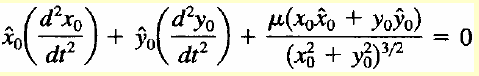 x̂₀(d²x₀/dt²) + ŷ₀(d²y₀/dt²) + μ(x₀x̂₀ + y₀ŷ₀)/(x₀² + y₀²)^3/2 = 0